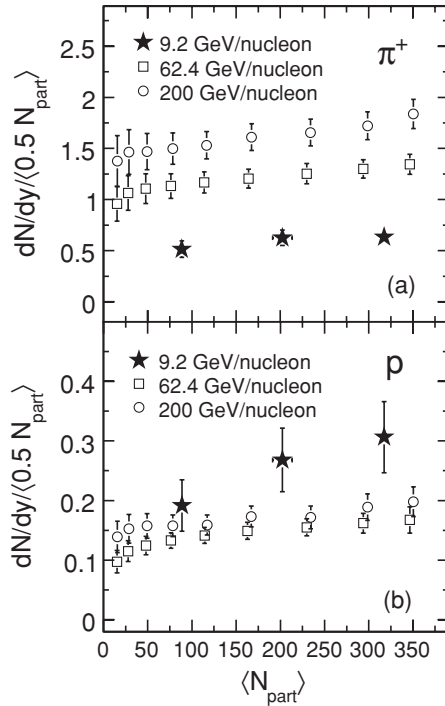 2.5
2
1.5
1
0.5
0
dN/dy/⟨0.5 N_part⟩
★ 9.2 GeV/nucleon
□ 62.4 GeV/nucleon
○ 200 GeV/nucleon
π⁺
(a)
0.4
0.3
0.2
0.1
0
dN/dy/⟨0.5 N_part⟩
★ 9.2 GeV/nucleon
□ 62.4 GeV/nucleon
○ 200 GeV/nucleon
p
(b)
0 50 100 150 200 250 300 350
⟨N_part⟩